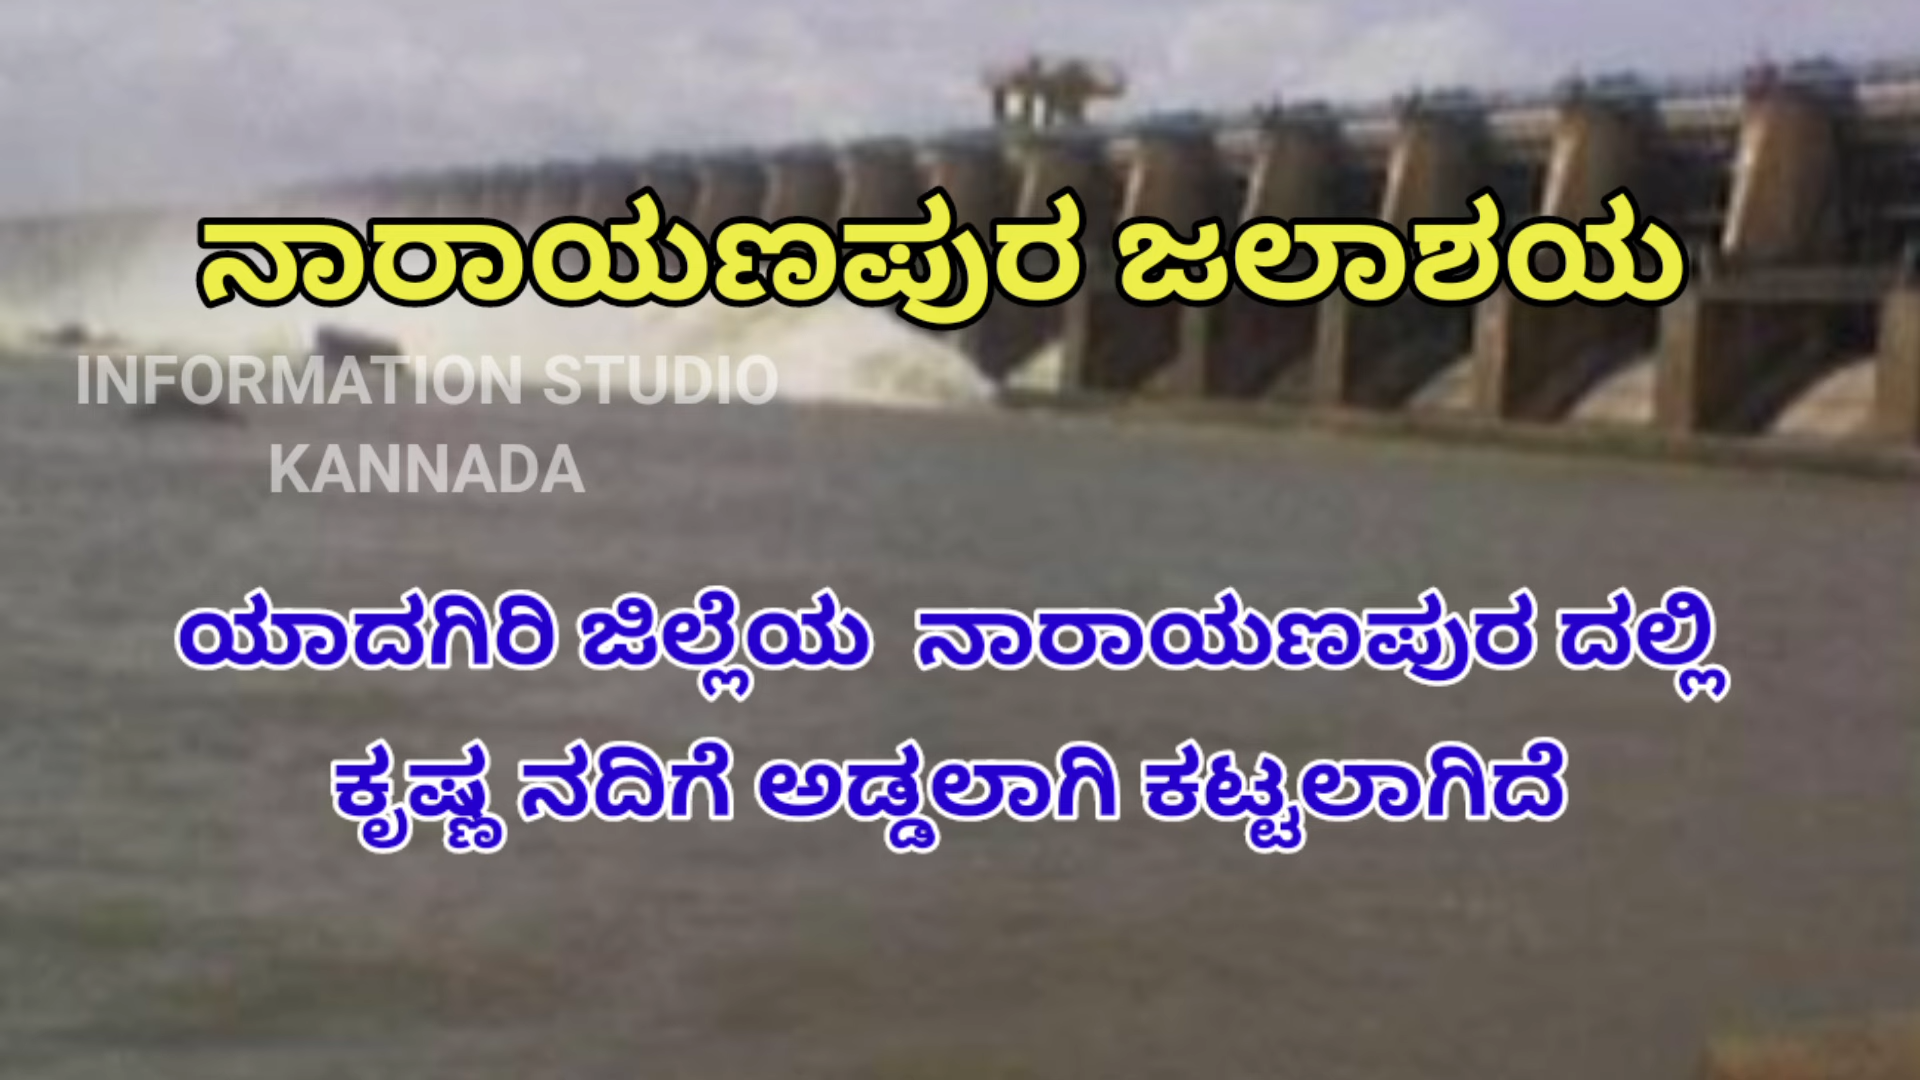 ನಾರಾಯಣಪುರ ಜಲಾಶಯ
INFORMATION STUDIO
KANNADA
ಯಾದಗಿರಿ ಜಿಲ್ಲೆಯ ನಾರಾಯಣಪುರ ದಲ್ಲಿ
ಕೃಷ್ಣ ನದಿಗೆ ಅಡ್ಡಲಾಗಿ ಕಟ್ಟಲಾಗಿದೆ